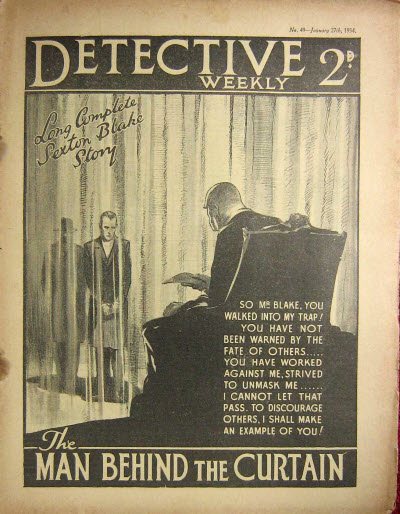 No. 49—January 27th, 1934.
DETECTIVE
WEEKLY
2D.
Long Complete
Sexton Blake
Story
SO MR BLAKE, YOU
WALKED INTO MY TRAP!
YOU HAVE NOT
BEEN WARNED BY THE
FATE OF OTHERS.....
YOU HAVE WORKED
AGAINST ME, STRIVED
TO UNMASK ME......
I CANNOT LET THAT
PASS. TO DISCOURAGE
OTHERS, I SHALL MAKE
AN EXAMPLE OF YOU!
The
MAN BEHIND THE CURTAIN